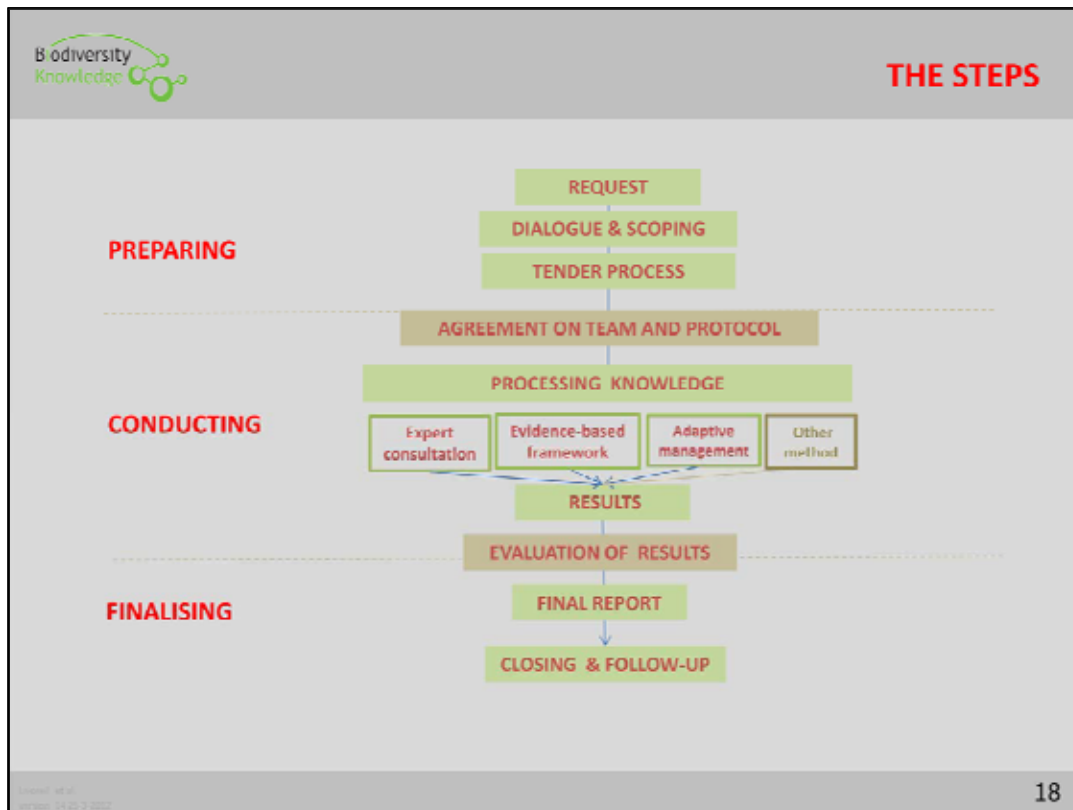 Biodiversity
Knowledge
THE STEPS
REQUEST
PREPARING
DIALOGUE & SCOPING
TENDER PROCESS
AGREEMENT ON TEAM AND PROTOCOL
PROCESSING KNOWLEDGE
CONDUCTING
Expert
consultation
Evidence-based
framework
Adaptive
management
Other
method
RESULTS
EVALUATION OF RESULTS
FINALISING
FINAL REPORT
CLOSING & FOLLOW-UP
18